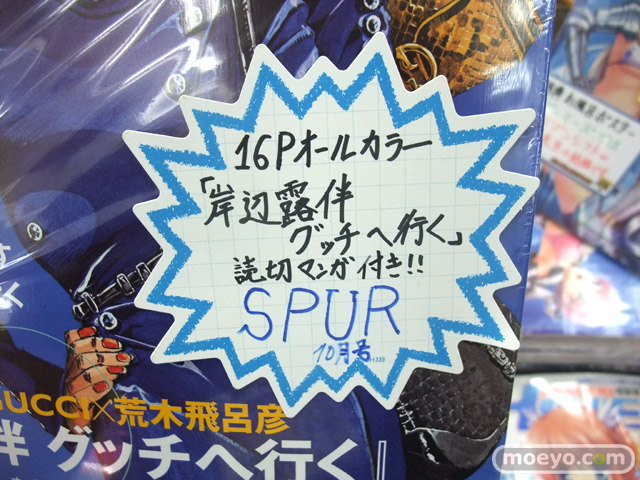 16Pオールカラー
「岸辺露伴
グッチへ行く」
読切マンガ付き!!
SPUR
10月号
1339
GUCCI×荒木飛呂彦
伴 グッチへ行く』
moeyo.com